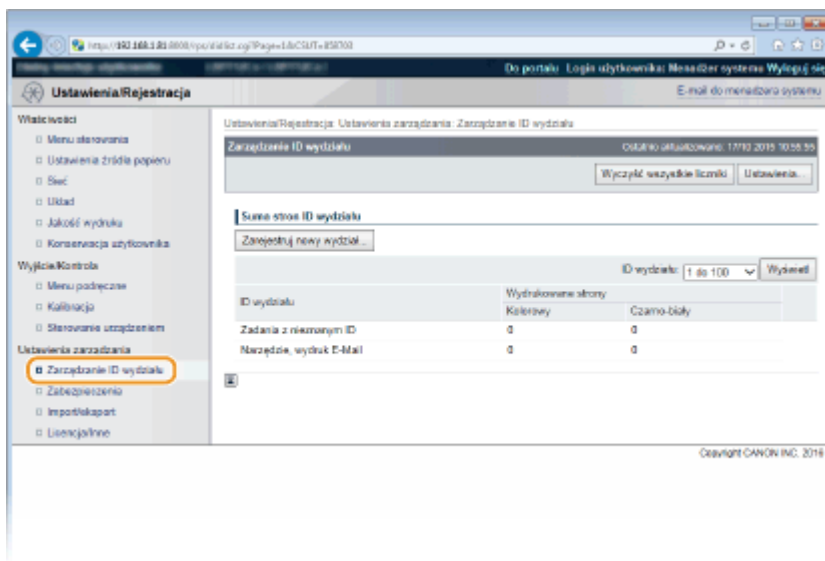 Do portalu Login użytkownika: Menedżer systemu Wyloguj się
Ustawienia/Rejestracja
E-mail do menedżera systemu
Właściwości
Menu sterowania
Ustawienia źródła papieru
Sieć
Układ
Jakość wydruku
Konserwacja użytkownika
Wyjście/Kontrola
Menu podręczne
Kalibracja
Sterowanie urządzeniem
Ustawienia zarządzania
Zarządzanie ID wydziału
Zabezpieczenia
Import/eksport
Licencja/Inne
Ustawienia/Rejestracja: Ustawienia zarządzania: Zarządzanie ID wydziału
Zarządzanie ID wydziału
Ostatnio aktualizowano: 17/10 2016 10:55:55
Wyczyść wszystkie liczniki
Ustawienia...
Suma stron ID wydziału
Zarejestruj nowy wydział...
ID wydziału: 1 do 100 Wyświetl
ID wydziału
Wydrukowane strony
Kolorowy Czarno-biały
Zadania z nieznanym ID 0 0
Narzędzie, wydruk E-Mail 0 0
Copyright CANON INC. 2016